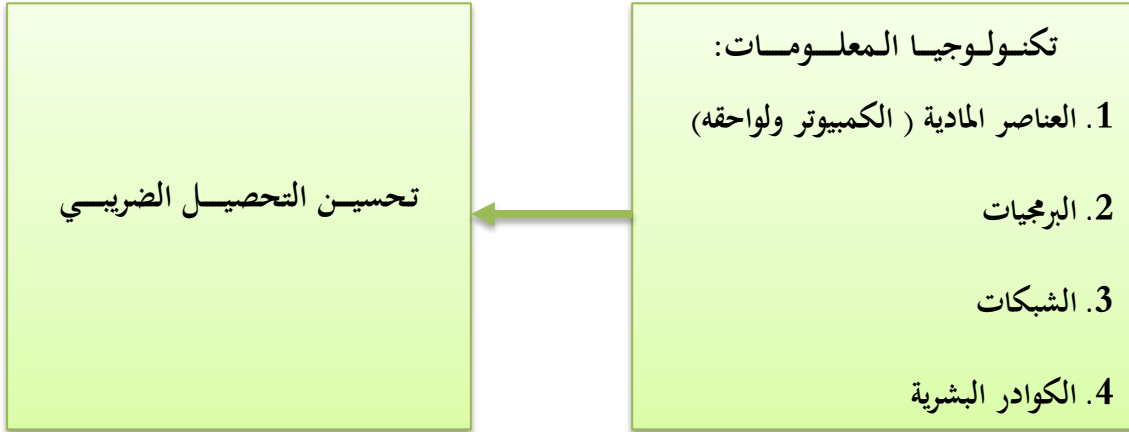 تكنولوجيا المعلومات:
1. العناصر المادية ( الكمبيوتر ولواحقه)
2. البرمجيات
3. الشبكات
4. الكوادر البشرية
تحسين التحصيل الضريبي